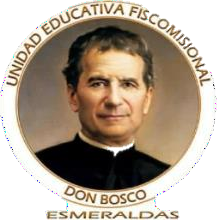 UNIDAD EDUCATIVA FISCOMISIONAL
DON BOSCO
ESMERALDAS